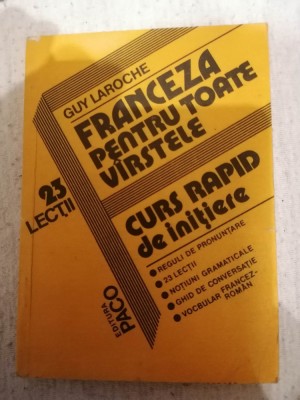 GUY LAROCHE
FRANCEZA
PENTRU TOATE
VÎRSTELE
23
LECȚII
CURS RAPID
de inițiere
● REGULI DE PRONUNȚARE
● 23 LECȚII
● NOȚIUNI GRAMATICALE
● GHID DE CONVERSAȚIE
● VOCBULAR FRANCEZ-
ROMÂN
EDITURA
PACO